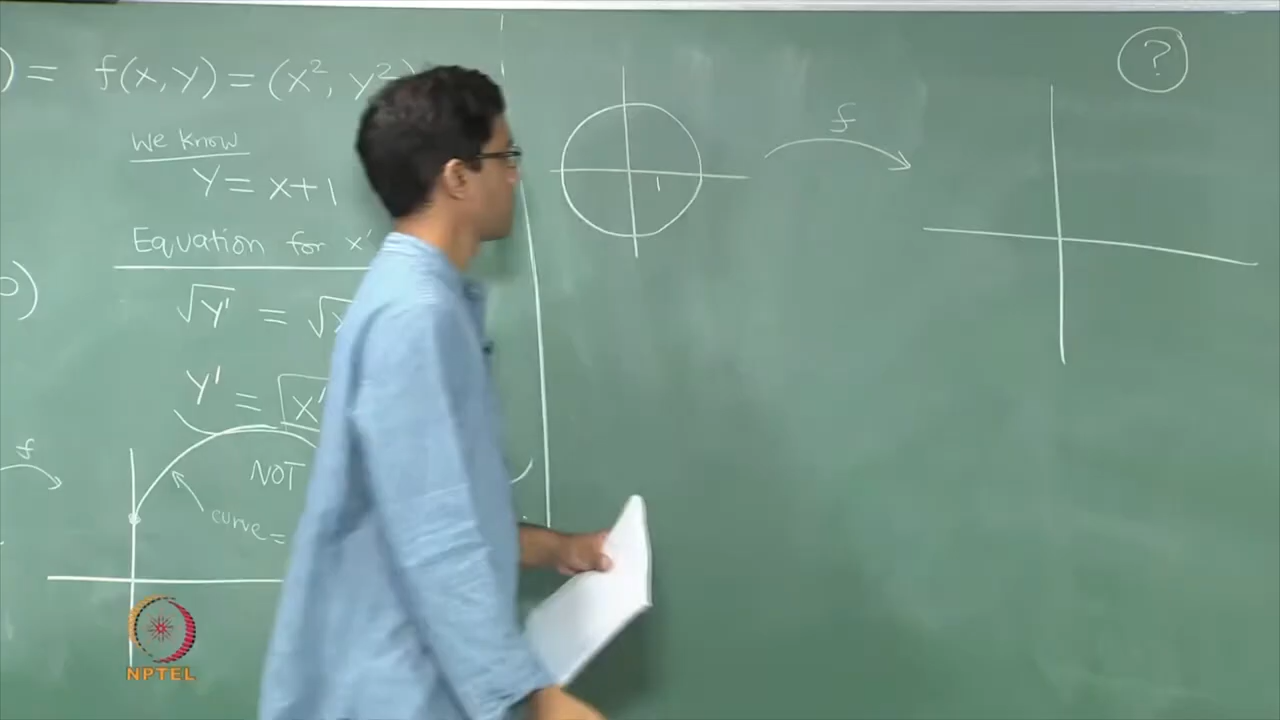 ) = f(x, y) = (x², y²)
We know
y = x+1
Equation for x'
√y' = √x
y' = x'
NOT
curve =
o)
f
1
f
?
NPTEL